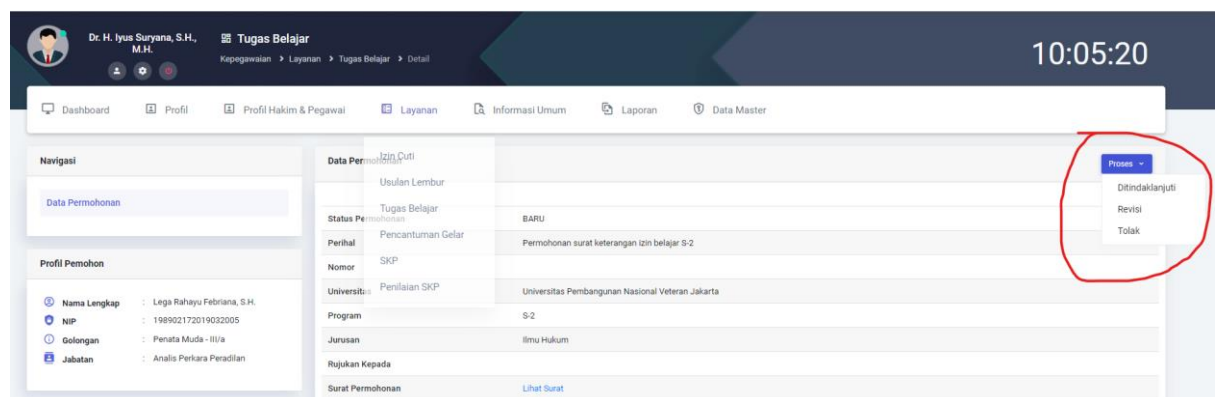 Dr. H. Iyus Suryana, S.H.,
M.H.
Tugas Belajar
Kepegawaian > Layanan > Tugas Belajar > Detail
10:05:20
Dashboard Profil Profil Hakim & Pegawai Layanan Informasi Umum Laporan Data Master
Izin Cuti
Usulan Lembur
Tugas Belajar
Pencantuman Gelar
SKP
Penilaian SKP
Navigasi
Data Permohonan
Profil Pemohon
Nama Lengkap : Lega Rahayu Febriana, S.H.
NIP : 198902172019032005
Golongan : Penata Muda - III/a
Jabatan : Analis Perkara Peradilan
Data Permohonan
Proses
Ditindaklanjuti
Revisi
Tolak
Status Permohonan BARU
Perihal Permohonan surat keterangan izin belajar S-2
Nomor
Universitas Universitas Pembangunan Nasional Veteran Jakarta
Program S-2
Jurusan Ilmu Hukum
Rujukan Kepada
Surat Permohonan Lihat Surat